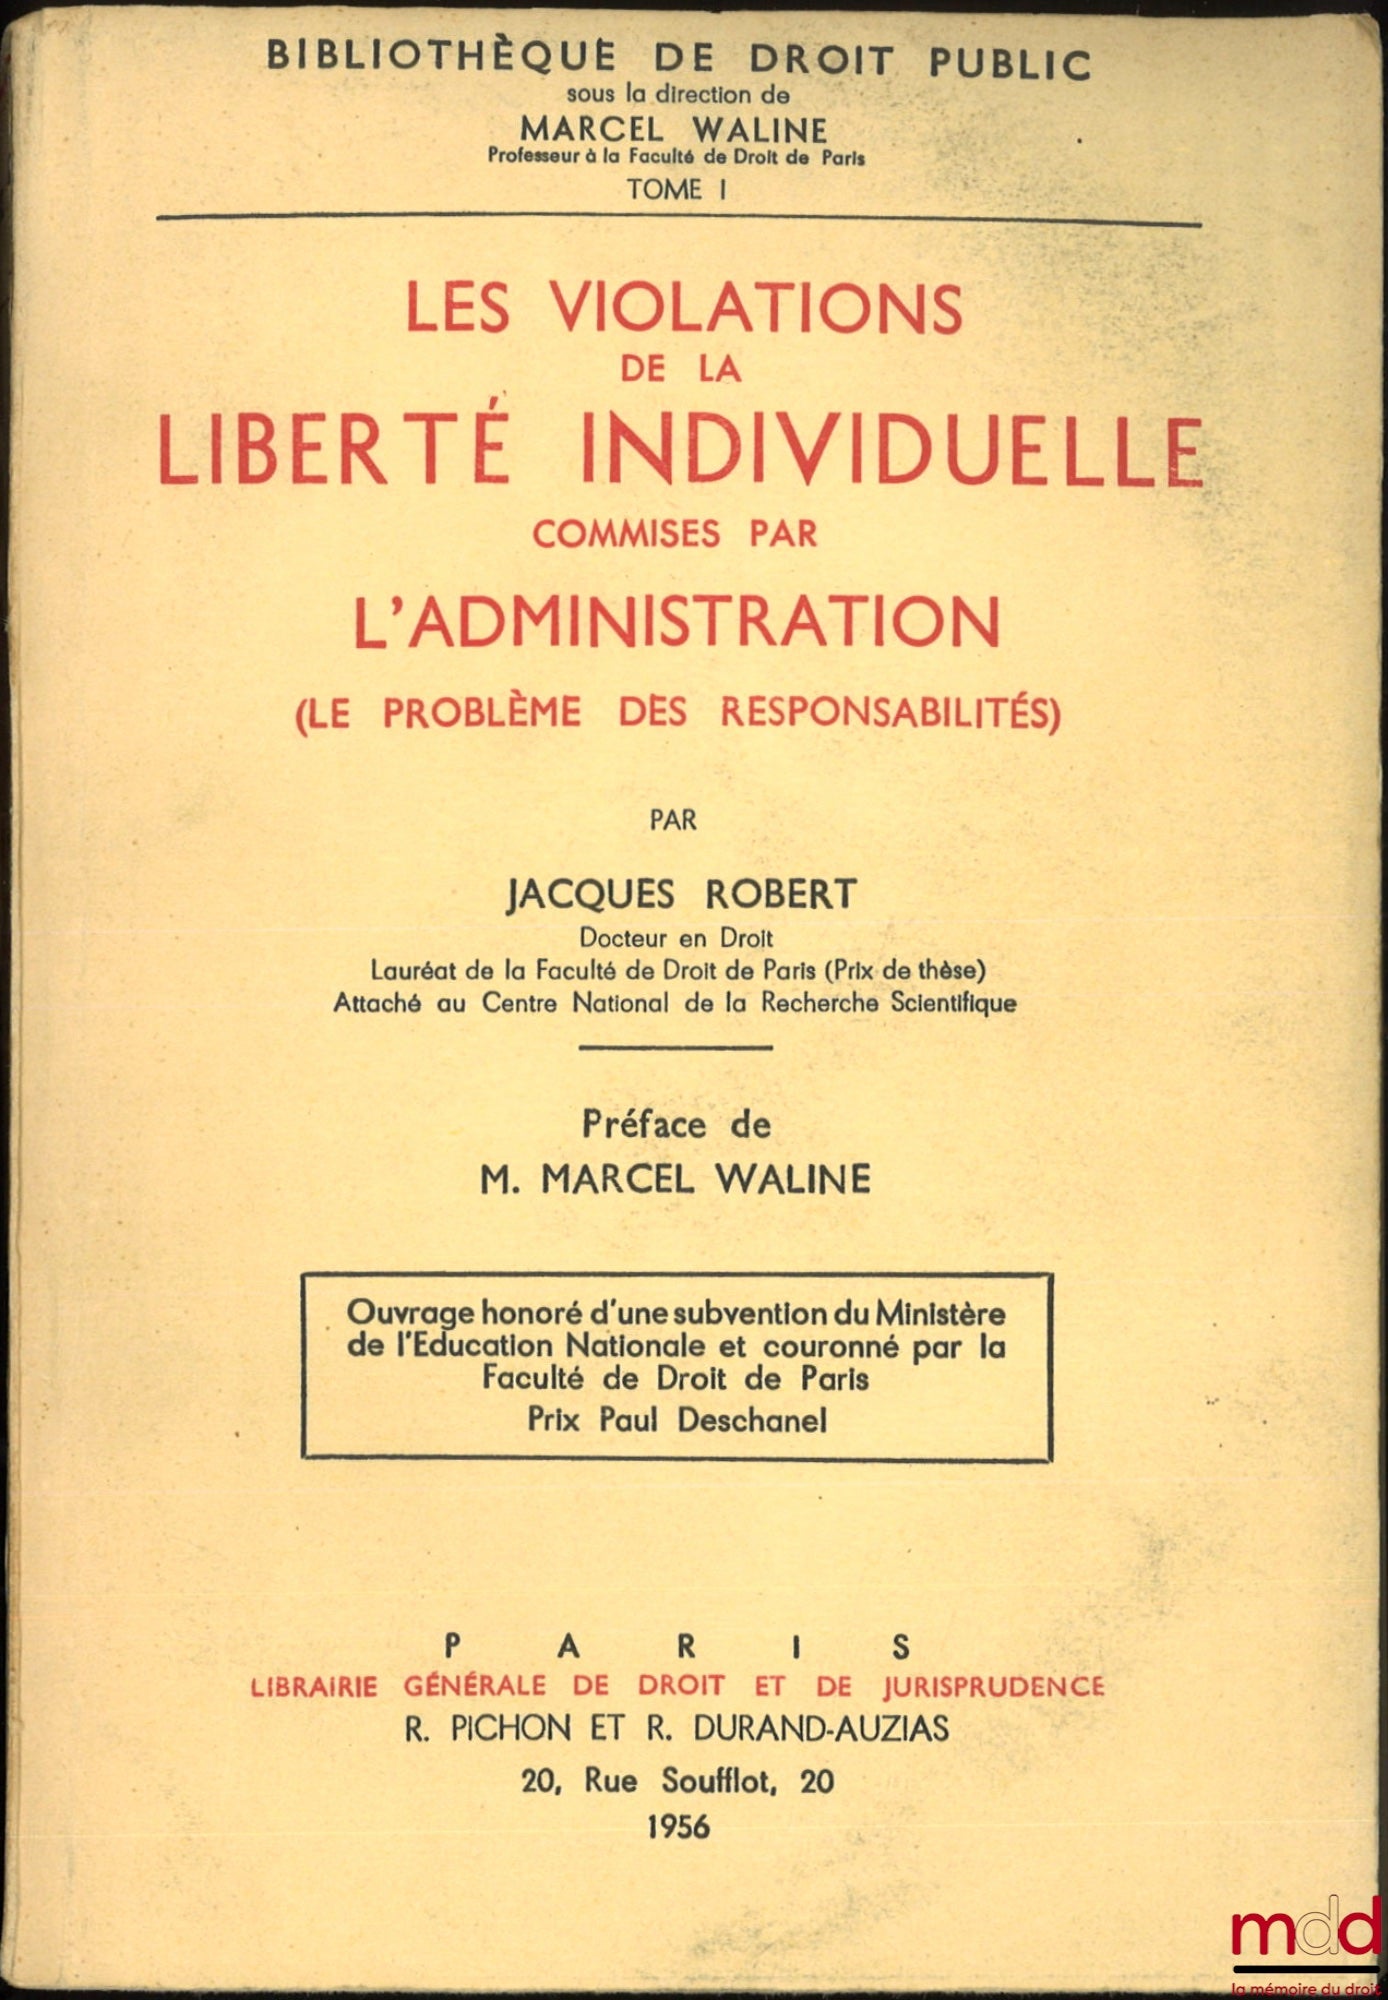 BIBLIOTHÈQUE DE DROIT PUBLIC
sous la direction de
MARCEL WALINE
Professeur à la Faculté de Droit de Paris
TOME I
LES VIOLATIONS
DE LA
LIBERTÉ INDIVIDUELLE
COMMISES PAR
L'ADMINISTRATION
(LE PROBLÈME DES RESPONSABILITÉS)
PAR
JACQUES ROBERT
Docteur en Droit
Lauréat de la Faculté de Droit de Paris (Prix de thèse)
Attaché au Centre National de la Recherche Scientifique
Préface de
M. MARCEL WALINE
Ouvrage honoré d'une subvention du Ministère
de l'Education Nationale et couronné par la
Faculté de Droit de Paris
Prix Paul Deschanel
PARIS
LIBRAIRIE GÉNÉRALE DE DROIT ET DE JURISPRUDENCE
R. PICHON ET R. DURAND-AUZIAS
20, Rue Soufflot, 20
1956
mdd
la mémoire du droit